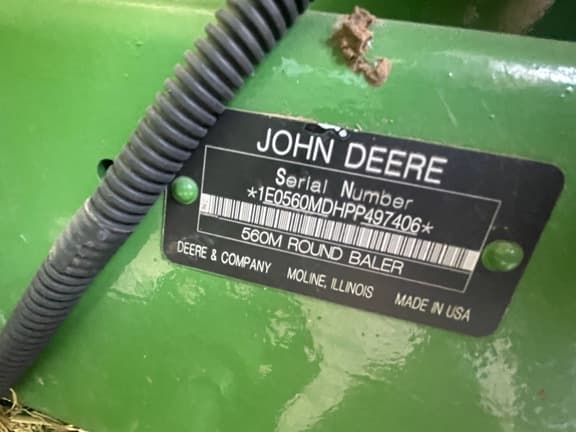 JOHN DEERE
Serial Number
*1E0560MDHPP497406*
560M ROUND BALER
DEERE & COMPANY MOLINE, ILLINOIS MADE IN USA